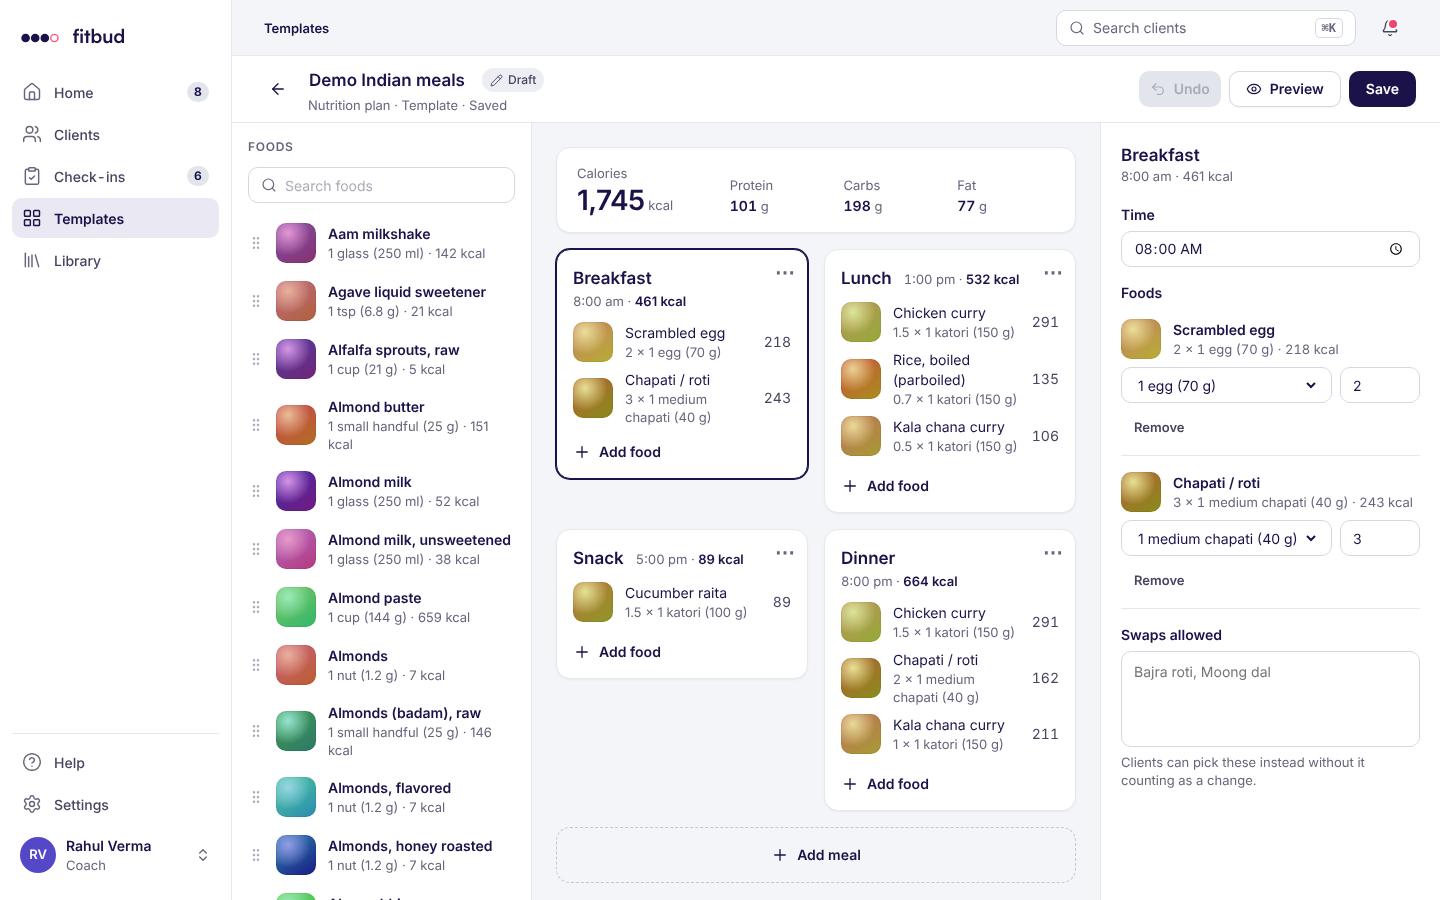 fitbud
Home 8
Clients
Check-ins 6
Templates
Library
Help
Settings
RV Rahul Verma
Coach
Templates
Search clients ⌘K
Demo Indian meals Draft
Nutrition plan · Template · Saved
Undo Preview Save
FOODS
Search foods
Aam milkshake
1 glass (250 ml) · 142 kcal
Agave liquid sweetener
1 tsp (6.8 g) · 21 kcal
Alfalfa sprouts, raw
1 cup (21 g) · 5 kcal
Almond butter
1 small handful (25 g) · 151
kcal
Almond milk
1 glass (250 ml) · 52 kcal
Almond milk, unsweetened
1 glass (250 ml) · 38 kcal
Almond paste
1 cup (144 g) · 659 kcal
Almonds
1 nut (1.2 g) · 7 kcal
Almonds (badam), raw
1 small handful (25 g) · 146
kcal
Almonds, flavored
1 nut (1.2 g) · 7 kcal
Almonds, honey roasted
1 nut (1.2 g) · 7 kcal
Calories
1,745 kcal
Protein
101 g
Carbs
198 g
Fat
77 g
Breakfast
8:00 am · 461 kcal
Scrambled egg
2 × 1 egg (70 g)
218
Chapati / roti
3 × 1 medium
chapati (40 g)
243
Add food
Lunch 1:00 pm · 532 kcal
Chicken curry
1.5 × 1 katori (150 g)
291
Rice, boiled
(parboiled)
0.7 × 1 katori (150 g)
135
Kala chana curry
0.5 × 1 katori (150 g)
106
Add food
Snack 5:00 pm · 89 kcal
Cucumber raita
1.5 × 1 katori (100 g)
89
Add food
Dinner
8:00 pm · 664 kcal
Chicken curry
1.5 × 1 katori (150 g)
291
Chapati / roti
2 × 1 medium
chapati (40 g)
162
Kala chana curry
1 × 1 katori (150 g)
211
Add food
Add meal
Breakfast
8:00 am · 461 kcal
Time
08:00 AM
Foods
Scrambled egg
2 × 1 egg (70 g) · 218 kcal
1 egg (70 g) 2
Remove
Chapati / roti
3 × 1 medium chapati (40 g) · 243 kcal
1 medium chapati (40 g) 3
Remove
Swaps allowed
Bajra roti, Moong dal
Clients can pick these instead without it
counting as a change.